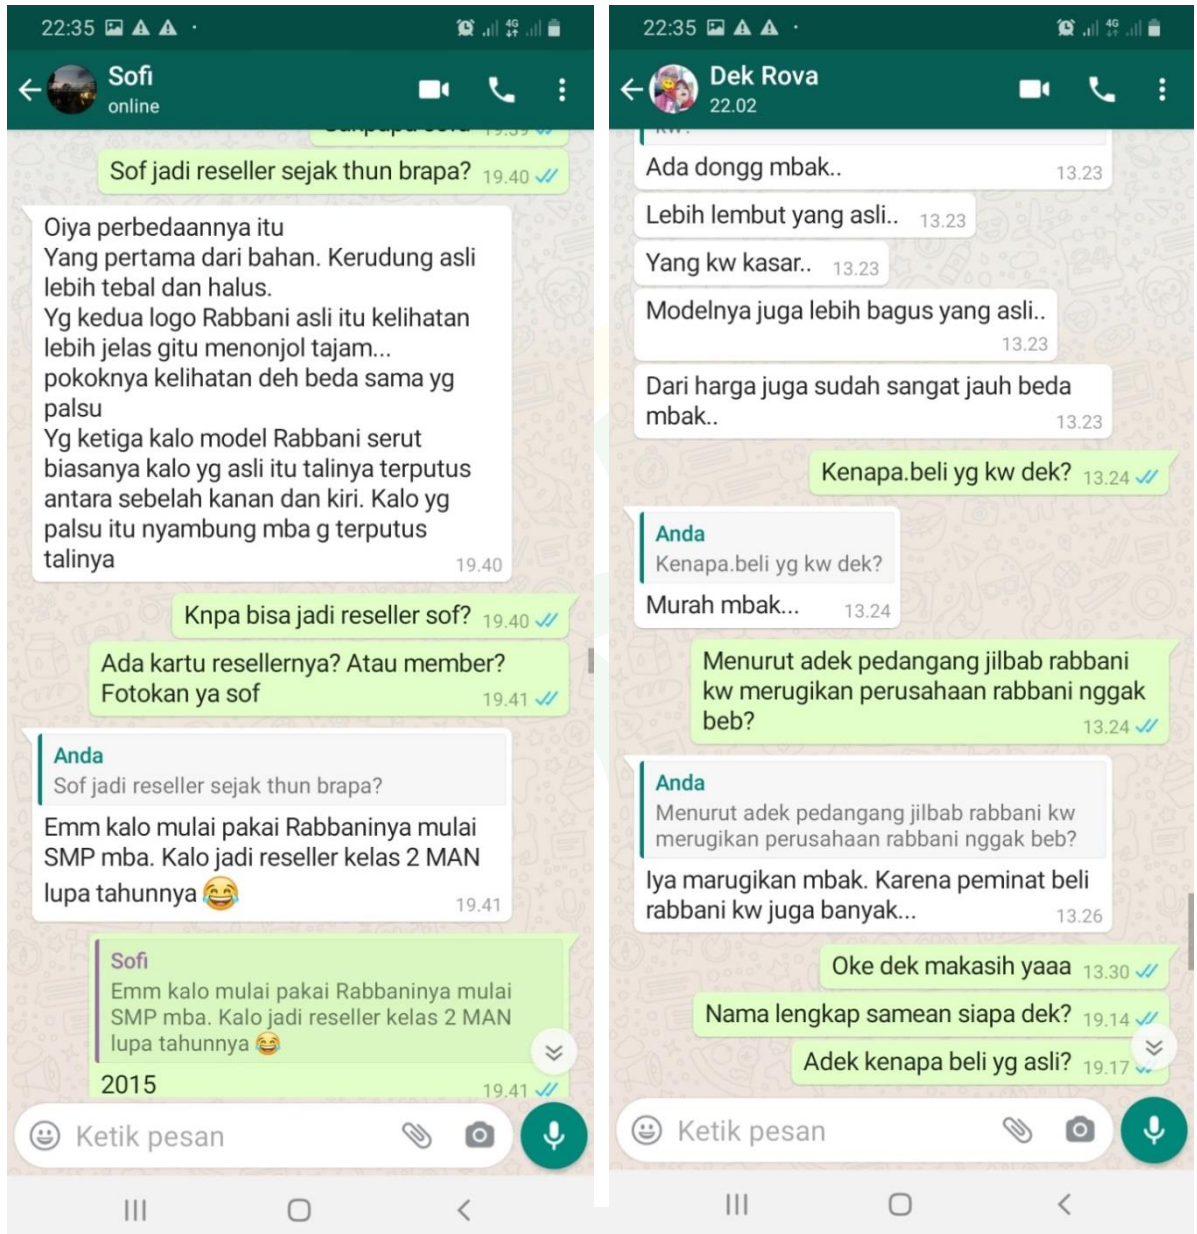 22:35
4G
Sofi
online
19.39
Sof jadi reseller sejak thun brapa? 19.40
Oiya perbedaannya itu
Yang pertama dari bahan. Kerudung asli
lebih tebal dan halus.
Yg kedua logo Rabbani asli itu kelihatan
lebih jelas gitu menonjol tajam...
pokoknya kelihatan deh beda sama yg
palsu
Yg ketiga kalo model Rabbani serut
biasanya kalo yg asli itu talinya terputus
antara sebelah kanan dan kiri. Kalo yg
palsu itu nyambung mba g terputus
talinya 19.40
Knpa bisa jadi reseller sof? 19.40
Ada kartu resellernya? Atau member?
Fotokan ya sof 19.41
Anda
Sof jadi reseller sejak thun brapa?
Emm kalo mulai pakai Rabbaninya mulai
SMP mba. Kalo jadi reseller kelas 2 MAN
lupa tahunnya 😂 19.41
Sofi
Emm kalo mulai pakai Rabbaninya mulai
SMP mba. Kalo jadi reseller kelas 2 MAN
lupa tahunnya 😂
2015 19.41
Ketik pesan
22:35
4G
Dek Rova
22.02
kw?
Ada dongg mbak.. 13.23
Lebih lembut yang asli.. 13.23
Yang kw kasar.. 13.23
Modelnya juga lebih bagus yang asli..
13.23
Dari harga juga sudah sangat jauh beda
mbak.. 13.23
Kenapa.beli yg kw dek? 13.24
Anda
Kenapa.beli yg kw dek?
Murah mbak... 13.24
Menurut adek pedangang jilbab rabbani
kw merugikan perusahaan rabbani nggak
beb? 13.24
Anda
Menurut adek pedangang jilbab rabbani kw
merugikan perusahaan rabbani nggak beb?
Iya marugikan mbak. Karena peminat beli
rabbani kw juga banyak... 13.26
Oke dek makasih yaaa 13.30
Nama lengkap samean siapa dek? 19.14
Adek kenapa beli yg asli? 19.17
Ketik pesan